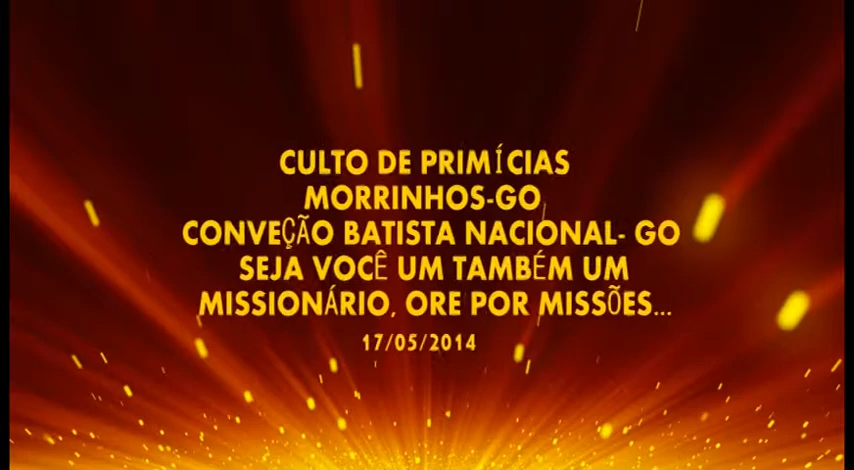 CULTO DE PRIMÍCIAS
MORRINHOS-GO
CONVEÇÃO BATISTA NACIONAL- GO
SEJA VOCÊ UM TAMBÉM UM
MISSIONÁRIO, ORE POR MISSÕES...
17/05/2014